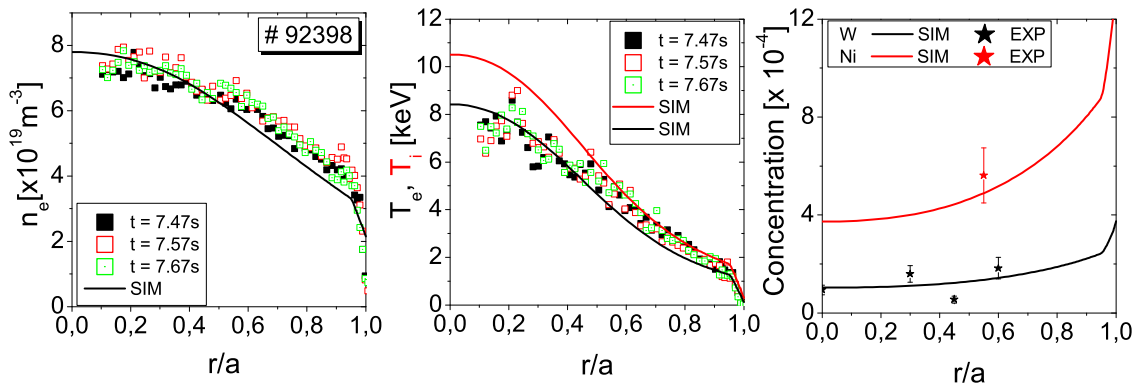 # 92398
t = 7.47s
t = 7.57s
t = 7.67s
SIM
n_e[x10^19 m^-3]
8
6
4
2
0
0,0 0,2 0,4 0,6 0,8 1,0
r/a
t = 7.47s
t = 7.57s
t = 7.67s
SIM
SIM
T_e, T_i [keV]
12
10
8
6
4
2
0
0,0 0,2 0,4 0,6 0,8 1,0
r/a
W SIM EXP
Ni SIM EXP
Concentration [x 10^-4]
12
8
4
0
0,0 0,2 0,4 0,6 0,8 1,0
r/a